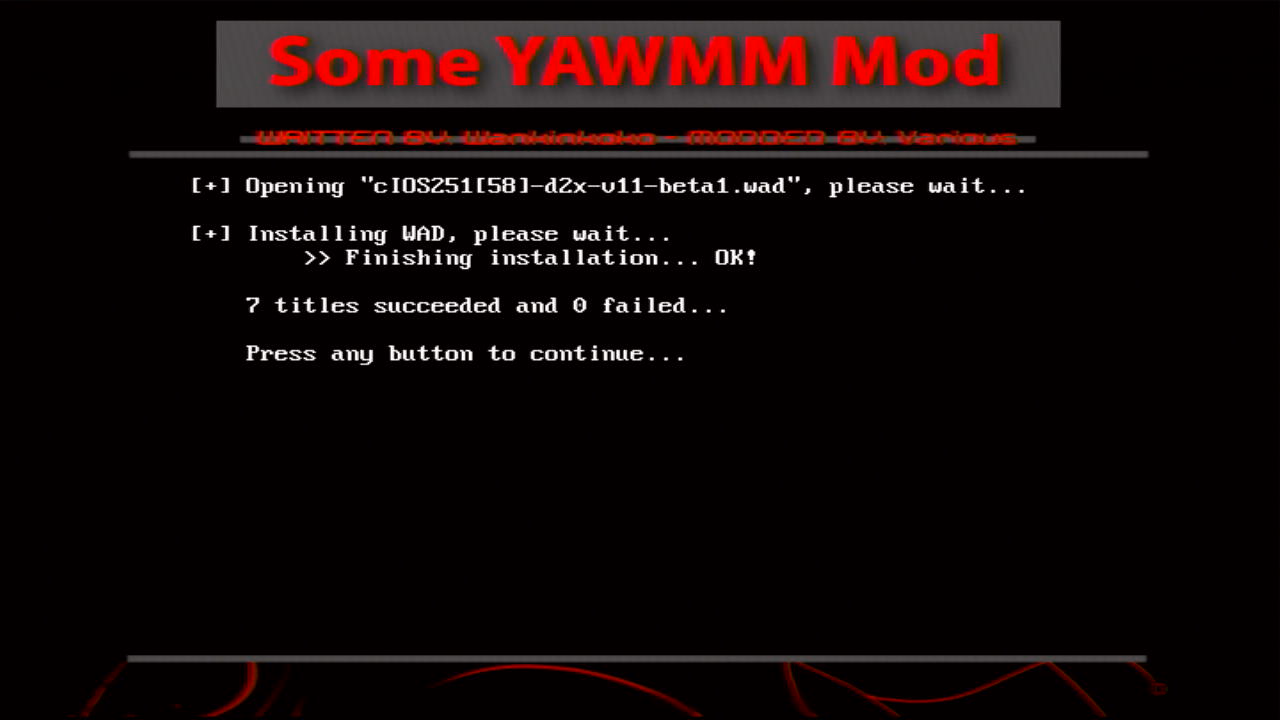 Some YAWMM Mod
WRITTEN BY: Wankinkoko - MODDED BY: Various
[+] Opening "cIOS251[58]-d2x-v11-beta1.wad", please wait...
[+] Installing WAD, please wait...
>> Finishing installation... OK!
7 titles succeeded and 0 failed...
Press any button to continue...